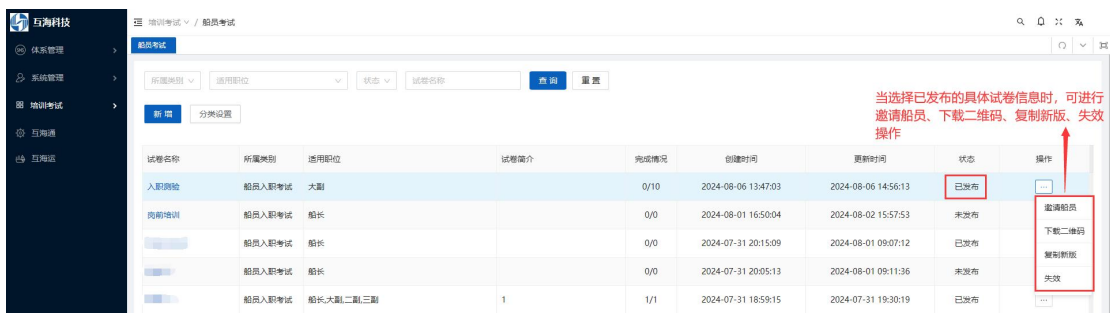 互海科技
培训考试 / 船员考试
体系管理
系统管理
培训考试
互海通
互海运
船员考试
所属类别 适用职位 状态 试卷名称 查询 重置
新增 分类设置
当选择已发布的具体试卷信息时，可进行
邀请船员、下载二维码、复制新版、失效
操作
试卷名称 所属类别 适用职位 试卷简介 完成情况 创建时间 更新时间 状态 操作
入职测验 船员入职考试 大副 0/10 2024-08-06 13:47:03 2024-08-06 14:56:13 已发布 ...
岗前培训 船员入职考试 船长 0/0 2024-08-01 16:50:04 2024-08-02 15:57:53 未发布
船员入职考试 船长 0/0 2024-07-31 20:15:09 2024-08-01 09:07:12 已发布
船员入职考试 船长 0/0 2024-07-31 20:05:13 2024-08-01 09:11:36 未发布
船员入职考试 船长,大副,二副,三副 1 1/1 2024-07-31 18:59:15 2024-07-31 19:30:19 已发布 ...
邀请船员
下载二维码
复制新版
失效